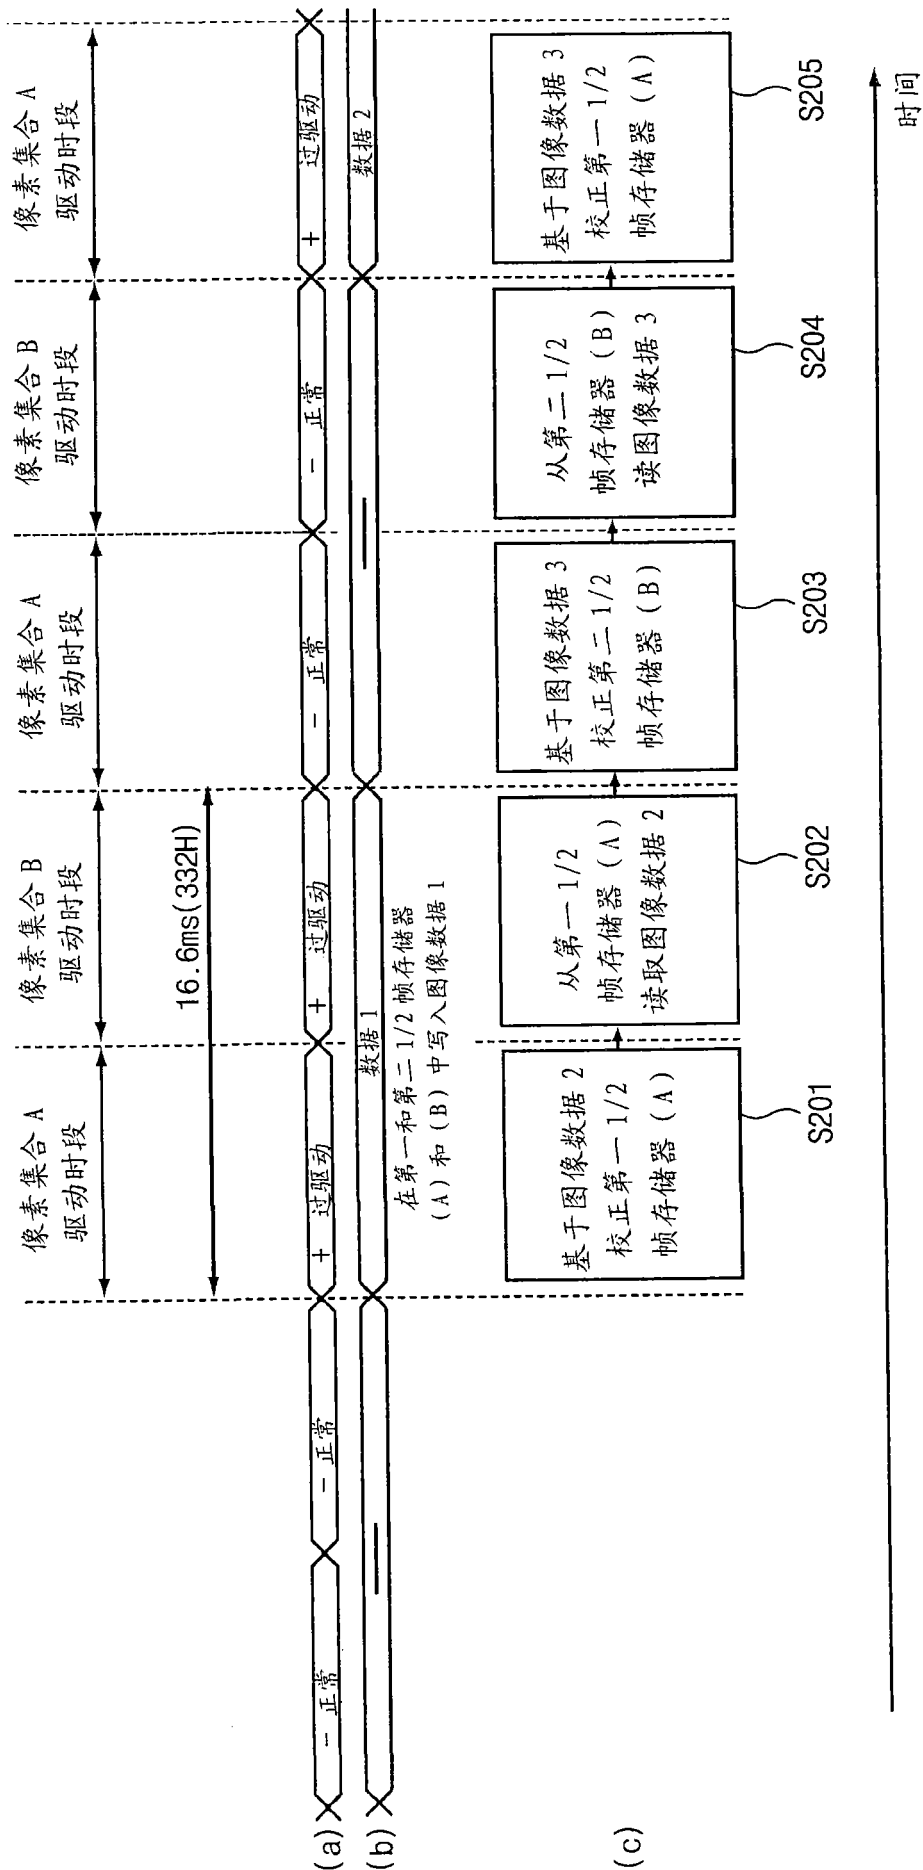 像素集合 A
驱动时段
像素集合 B
驱动时段
像素集合 A
驱动时段
像素集合 B
驱动时段
像素集合 A
驱动时段
16.6ms(332H)
(a)
－ 正常
－ 正常
＋ 过驱动
＋ 过驱动
－ 正常
－ 正常
＋ 过驱动
(b)
—
数据 1
—
数据 2
在第一和第二 1/2 帧存储器
(A) 和 (B) 中写入图像数据 1
(c)
基于图像数据 2
校正第一 1/2
帧存储器 (A)
S201
从第一 1/2
帧存储器 (A)
读取图像数据 2
S202
基于图像数据 3
校正第二 1/2
帧存储器 (B)
S203
从第二 1/2
帧存储器 (B)
读图像数据 3
S204
基于图像数据 3
校正第一 1/2
帧存储器 (A)
S205
时间